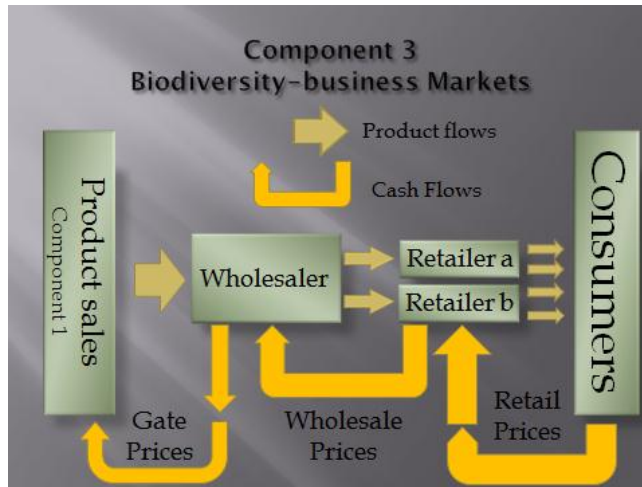 Component 3
Biodiversity-business Markets
Product flows
Cash Flows
Product sales
Component 1
Wholesaler
Retailer a
Retailer b
Consumers
Gate
Prices
Wholesale
Prices
Retail
Prices